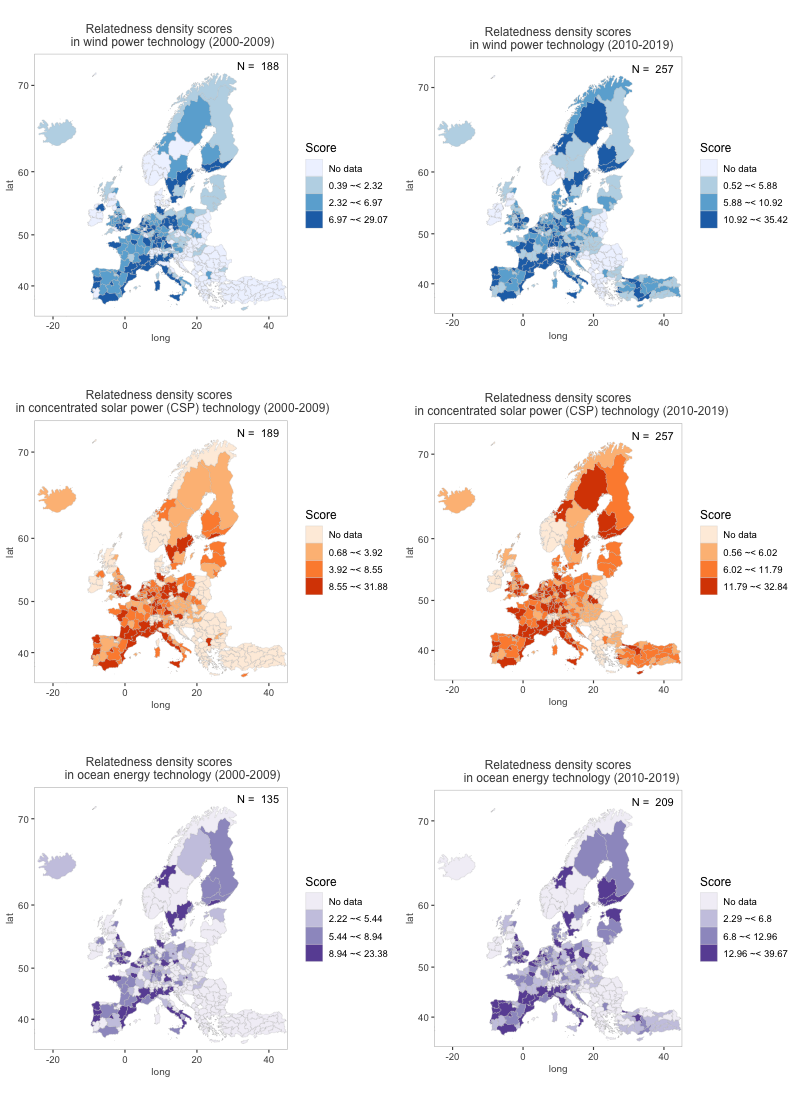 Relatedness density scores
in wind power technology (2000-2009)
N = 188
70
60
50
40
lat
-20
0
20
40
long
Score
No data
0.39 ~< 2.32
2.32 ~< 6.97
6.97 ~< 29.07
Relatedness density scores
in wind power technology (2010-2019)
N = 257
70
60
50
40
lat
-20
0
20
40
long
Score
No data
0.52 ~< 5.88
5.88 ~< 10.92
10.92 ~< 35.42
Relatedness density scores
in concentrated solar power (CSP) technology (2000-2009)
N = 189
70
60
50
40
lat
-20
0
20
40
long
Score
No data
0.68 ~< 3.92
3.92 ~< 8.55
8.55 ~< 31.88
Relatedness density scores
in concentrated solar power (CSP) technology (2010-2019)
N = 257
70
60
50
40
lat
-20
0
20
40
long
Score
No data
0.56 ~< 6.02
6.02 ~< 11.79
11.79 ~< 32.84
Relatedness density scores
in ocean energy technology (2000-2009)
N = 135
70
60
50
40
lat
-20
0
20
40
long
Score
No data
2.22 ~< 5.44
5.44 ~< 8.94
8.94 ~< 23.38
Relatedness density scores
in ocean energy technology (2010-2019)
N = 209
70
60
50
40
lat
-20
0
20
40
long
Score
No data
2.29 ~< 6.8
6.8 ~< 12.96
12.96 ~< 39.67